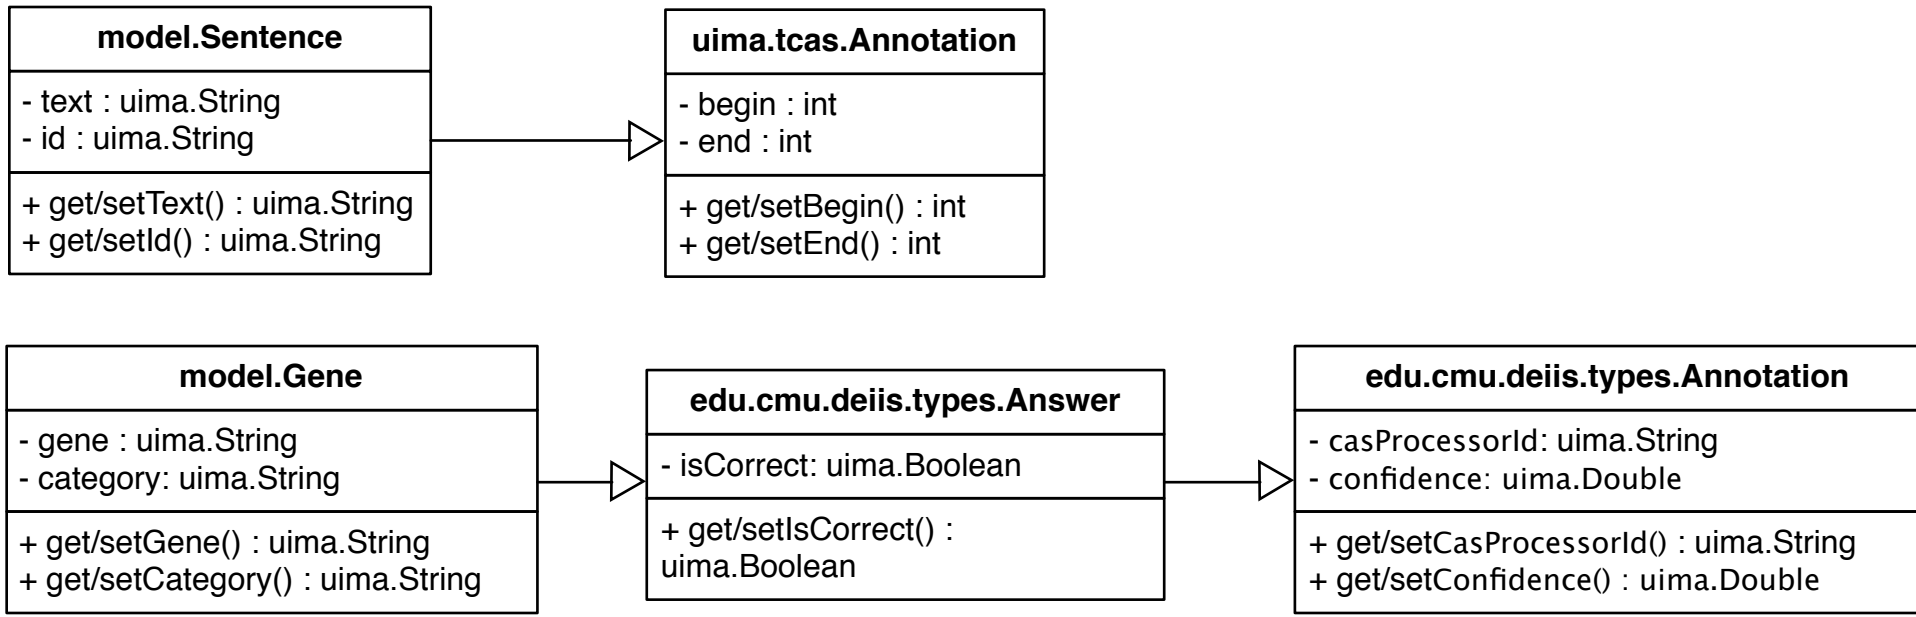 model.Sentence
- text : uima.String
- id : uima.String
+ get/setText() : uima.String
+ get/setId() : uima.String
uima.tcas.Annotation
- begin : int
- end : int
+ get/setBegin() : int
+ get/setEnd() : int
model.Gene
- gene : uima.String
- category: uima.String
+ get/setGene() : uima.String
+ get/setCategory() : uima.String
edu.cmu.deiis.types.Answer
- isCorrect: uima.Boolean
+ get/setIsCorrect() :
uima.Boolean
edu.cmu.deiis.types.Annotation
- casProcessorId: uima.String
- confidence: uima.Double
+ get/setCasProcessorId() : uima.String
+ get/setConfidence() : uima.Double